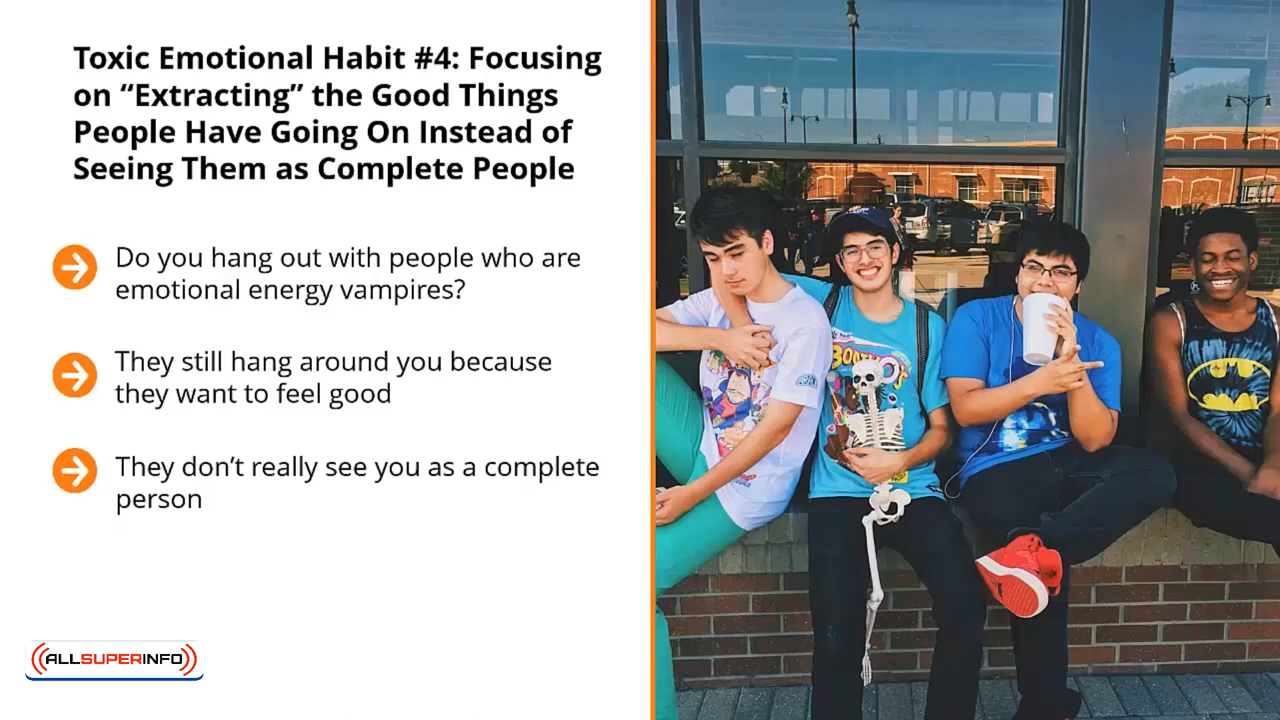 Toxic Emotional Habit #4: Focusing
on “Extracting” the Good Things
People Have Going On Instead of
Seeing Them as Complete People
Do you hang out with people who are
emotional energy vampires?
They still hang around you because
they want to feel good
They don’t really see you as a complete
person
ALLSUPERINFO